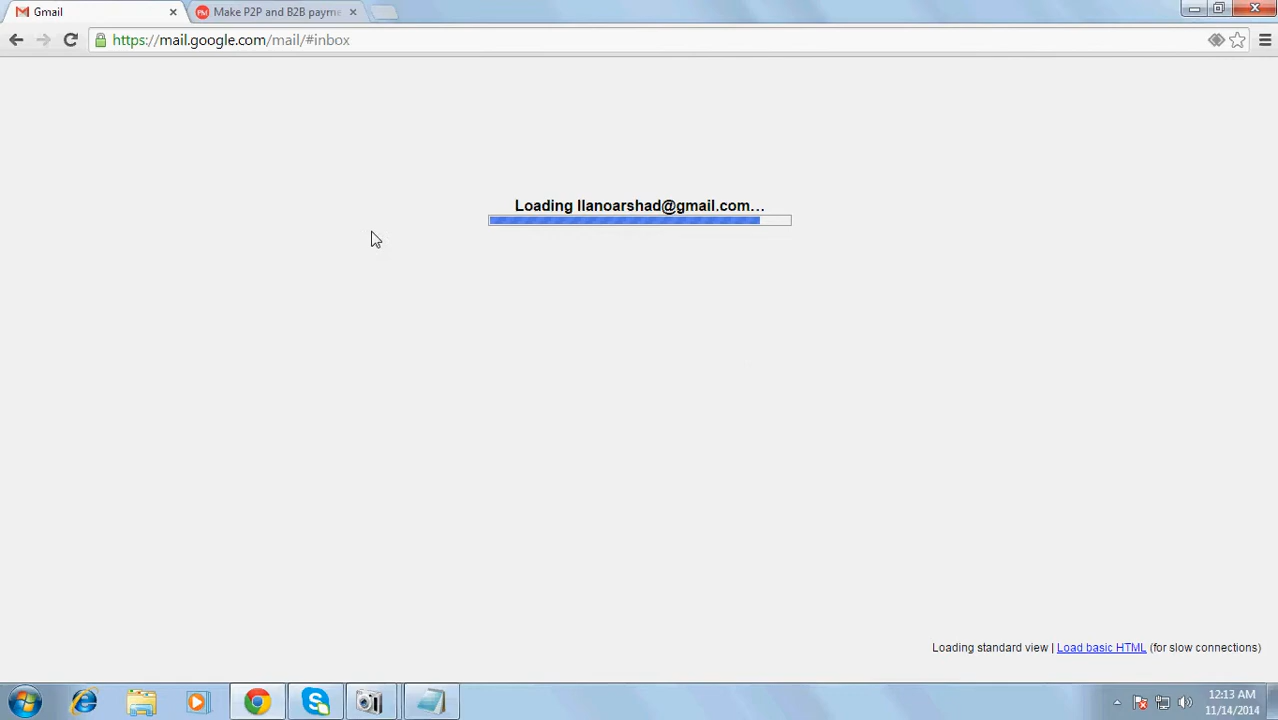 Gmail
Make P2P and B2B payme
https://mail.google.com/mail/#inbox
Loading llanoarshad@gmail.com...
Loading standard view | Load basic HTML (for slow connections)
12:13 AM
11/14/2014